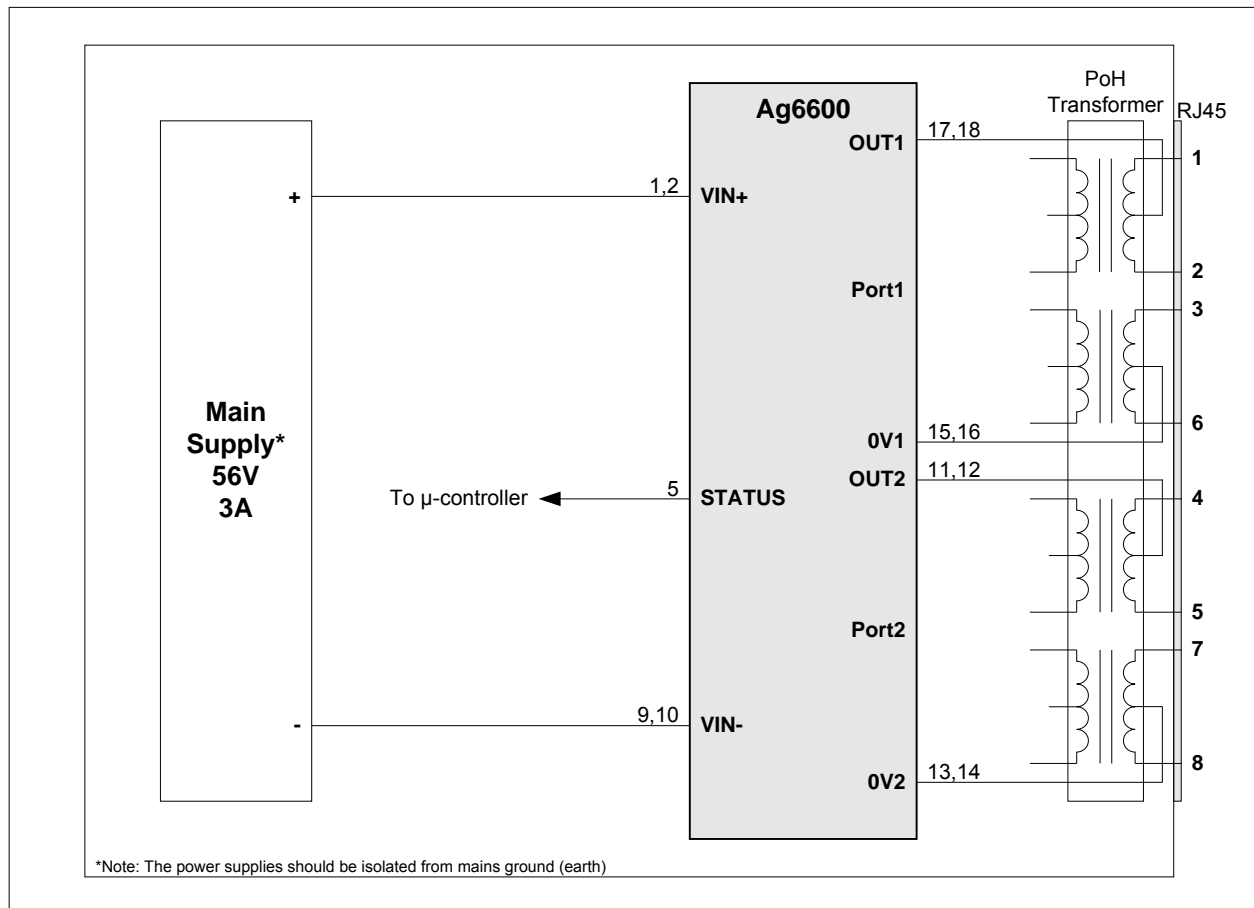 Ag6600
PoH
Transformer
RJ45
OUT1
17,18
1
+
1,2
VIN+
2
Port1
3
Main
Supply*
56V
3A
6
0V1
15,16
OUT2
11,12
To µ-controller
5
STATUS
4
5
Port2
7
-
9,10
VIN-
8
0V2
13,14
*Note: The power supplies should be isolated from mains ground (earth)